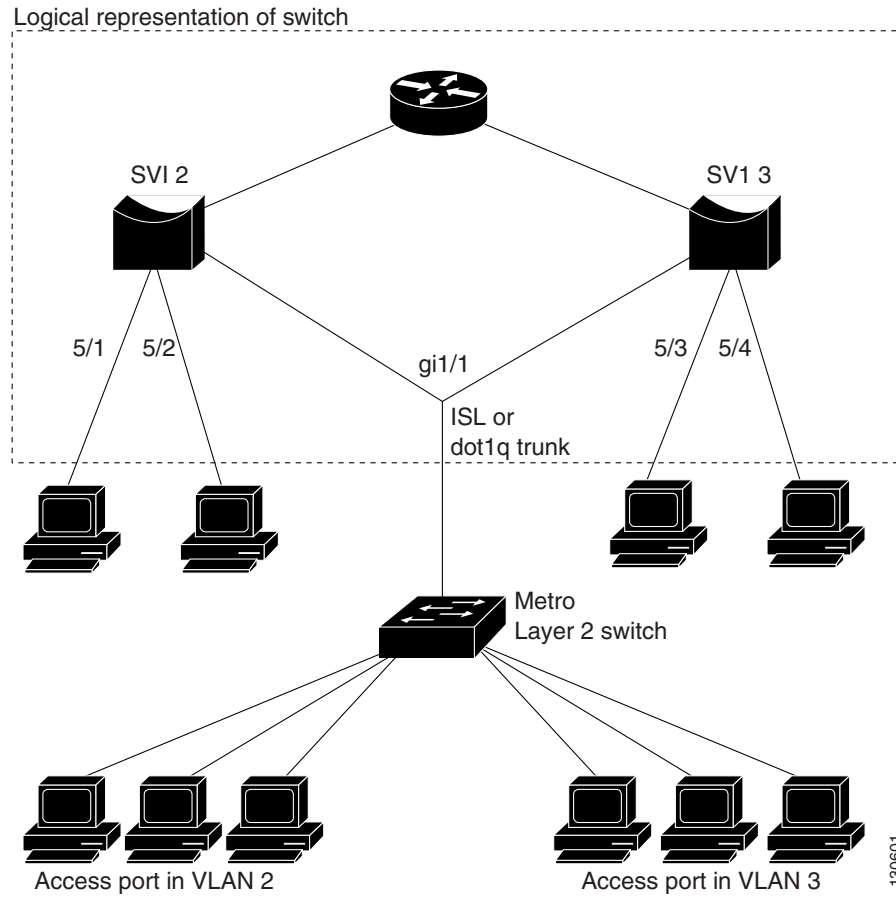 Logical representation of switch
SVI 2
SV1 3
5/1
5/2
gi1/1
5/3
5/4
ISL or
dot1q trunk
Metro
Layer 2 switch
Access port in VLAN 2
Access port in VLAN 3
130601